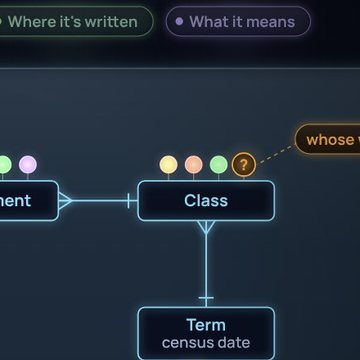 Where it's written
What it means
?
whose
ment
Class
Term
census date